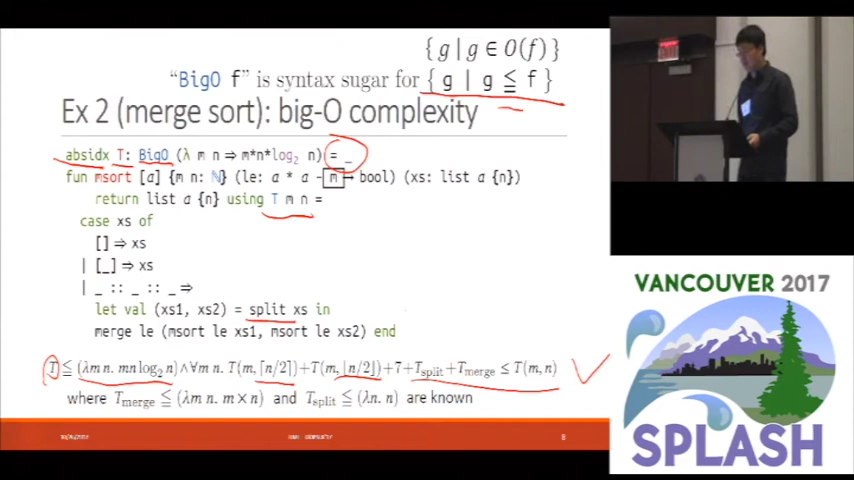 { g | g ∈ O(f) }
“BigO f” is syntax sugar for { g | g ≦ f }
Ex 2 (merge sort): big-O complexity
absidx T: BigO (λ m n ⇒ m*n*log₂ n) = _
fun msort [a] {m n: ℕ} (le: a * a - m → bool) (xs: list a {n})
return list a {n} using T m n =
case xs of
[] ⇒ xs
| [_] ⇒ xs
| _ :: _ :: _ ⇒
let val (xs1, xs2) = split xs in
merge le (msort le xs1, msort le xs2) end
T ≦ (λm n. mn log₂ n) ∧ ∀m n. T(m, ⌈n/2⌉) + T(m, ⌊n/2⌋) + 7 + T_split + T_merge ≤ T(m, n)
where T_merge ≦ (λm n. m × n) and T_split ≦ (λn. n) are known
VANCOUVER 2017
SPLASH